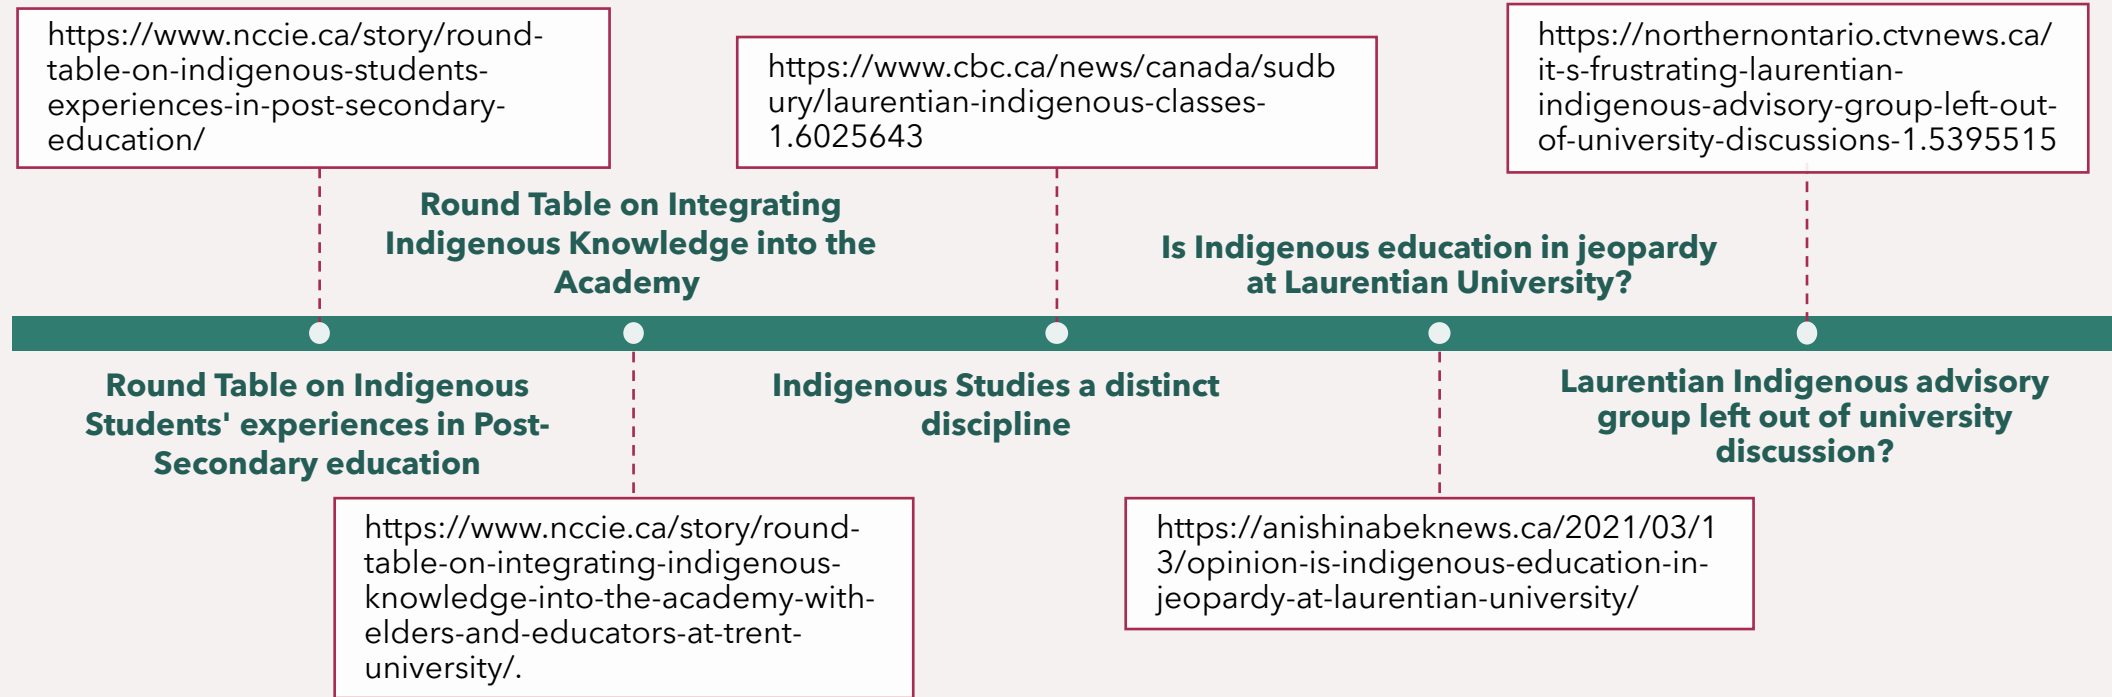 https://www.nccie.ca/story/round-
table-on-indigenous-students-
experiences-in-post-secondary-
education/
Round Table on Indigenous
Students' experiences in Post-
Secondary education
Round Table on Integrating
Indigenous Knowledge into the
Academy
https://www.nccie.ca/story/round-
table-on-integrating-indigenous-
knowledge-into-the-academy-with-
elders-and-educators-at-trent-
university/.
https://www.cbc.ca/news/canada/sudb
ury/laurentian-indigenous-classes-
1.6025643
Indigenous Studies a distinct
discipline
Is Indigenous education in jeopardy
at Laurentian University?
https://anishinabeknews.ca/2021/03/1
3/opinion-is-indigenous-education-in-
jeopardy-at-laurentian-university/
https://northernontario.ctvnews.ca/
it-s-frustrating-laurentian-
indigenous-advisory-group-left-out-
of-university-discussions-1.5395515
Laurentian Indigenous advisory
group left out of university
discussion?